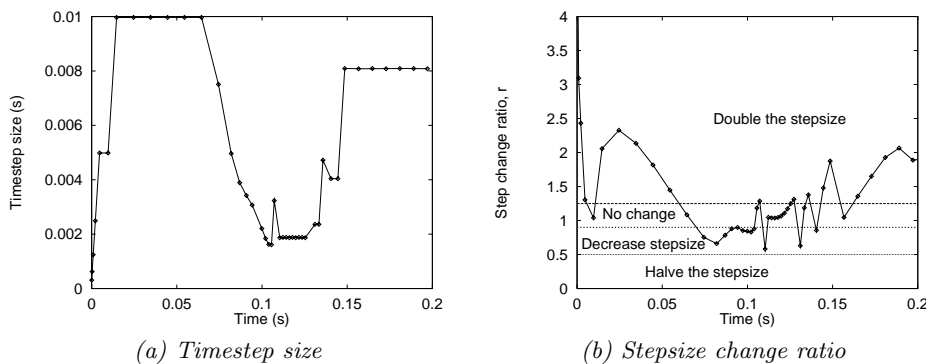 0.01
0.008
0.006
0.004
0.002
0
Timestep size (s)
0 0.05 0.1 0.15 0.2
Time (s)
(a) Timestep size
4
3.5
3
2.5
2
1.5
1
0.5
0
Step change ratio, r
Double the stepsize
No change
Decrease stepsize
Halve the stepsize
0 0.05 0.1 0.15 0.2
Time (s)
(b) Stepsize change ratio